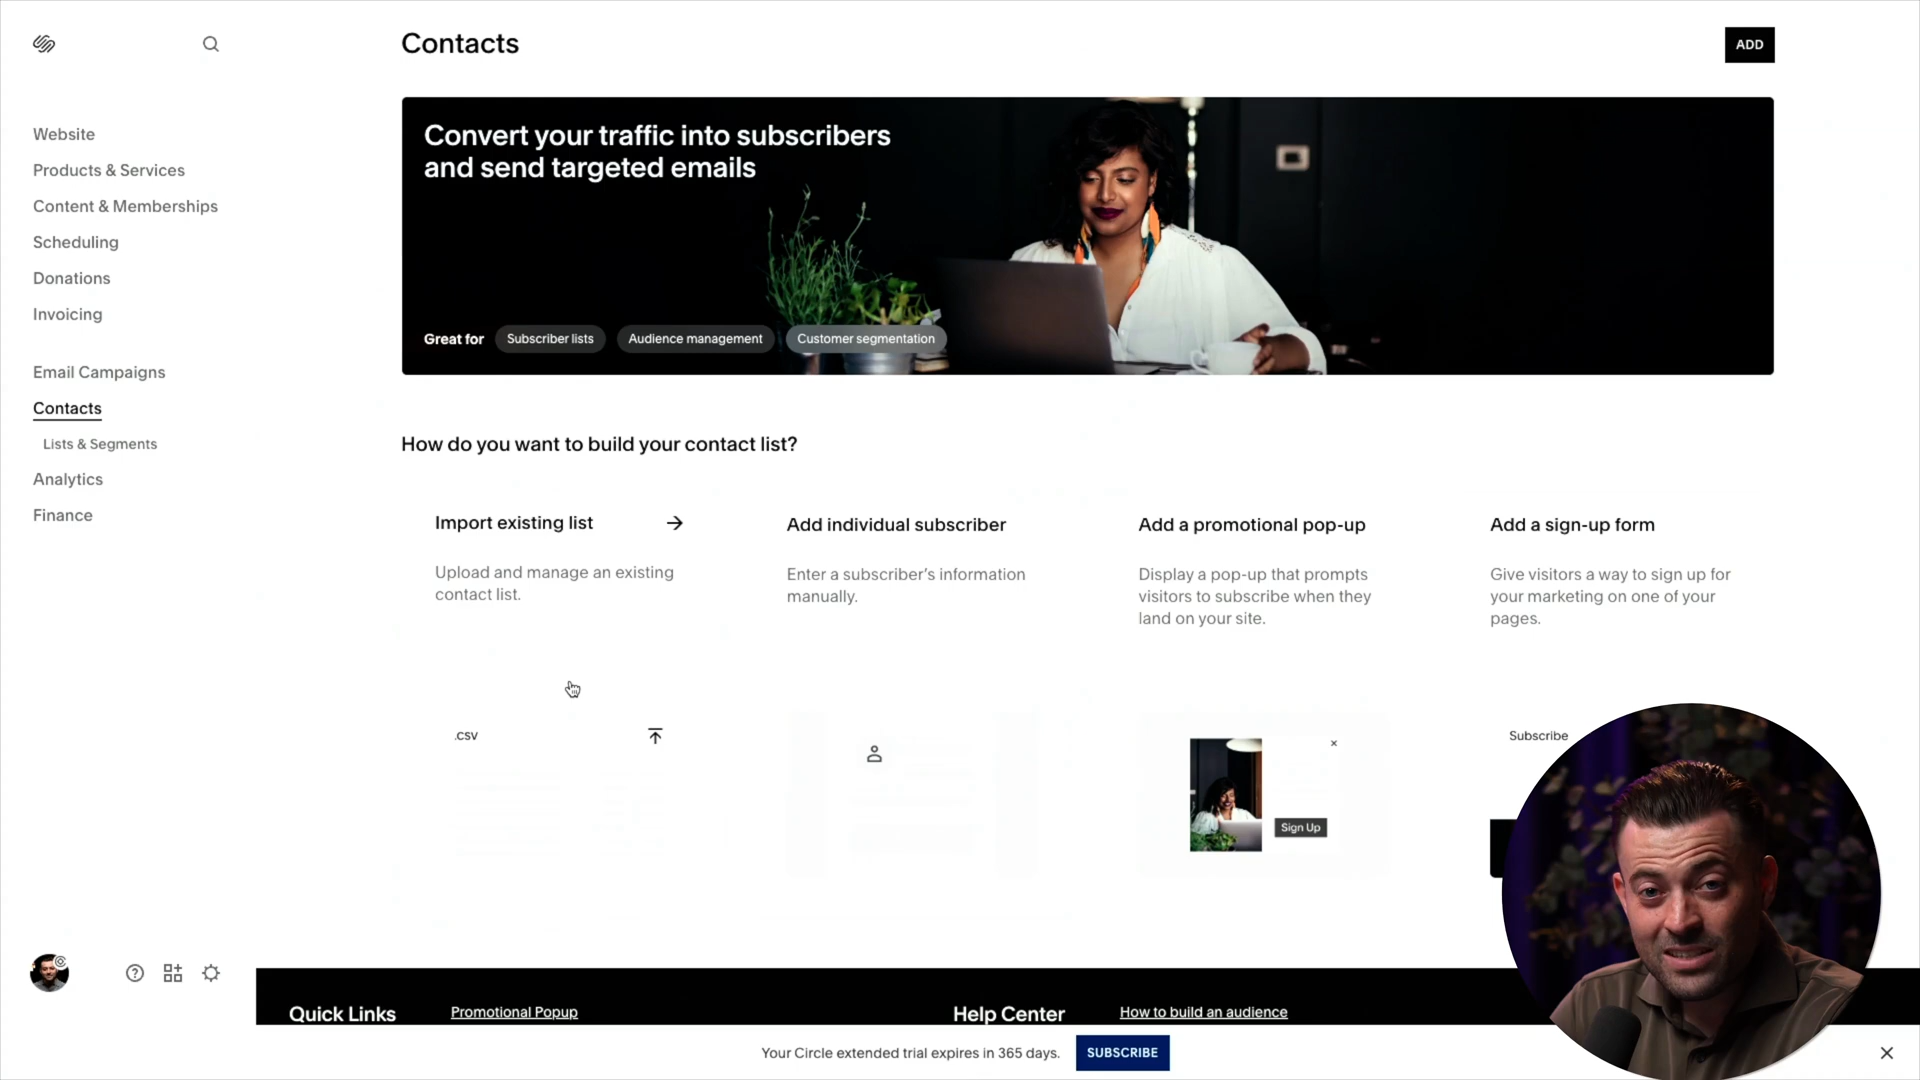 Contacts
ADD
Website
Products & Services
Content & Memberships
Scheduling
Donations
Invoicing
Email Campaigns
Contacts
Lists & Segments
Analytics
Finance
Convert your traffic into subscribers
and send targeted emails
Great for
Subscriber lists
Audience management
Customer segmentation
How do you want to build your contact list?
Import existing list
Upload and manage an existing
contact list.
.csv
Add individual subscriber
Enter a subscriber’s information
manually.
Add a promotional pop-up
Display a pop-up that prompts
visitors to subscribe when they
land on your site.
Sign Up
Add a sign-up form
Give visitors a way to sign up for
your marketing on one of your
pages.
Subscribe
Quick Links
Promotional Popup
Help Center
How to build an audience
Your Circle extended trial expires in 365 days.
SUBSCRIBE